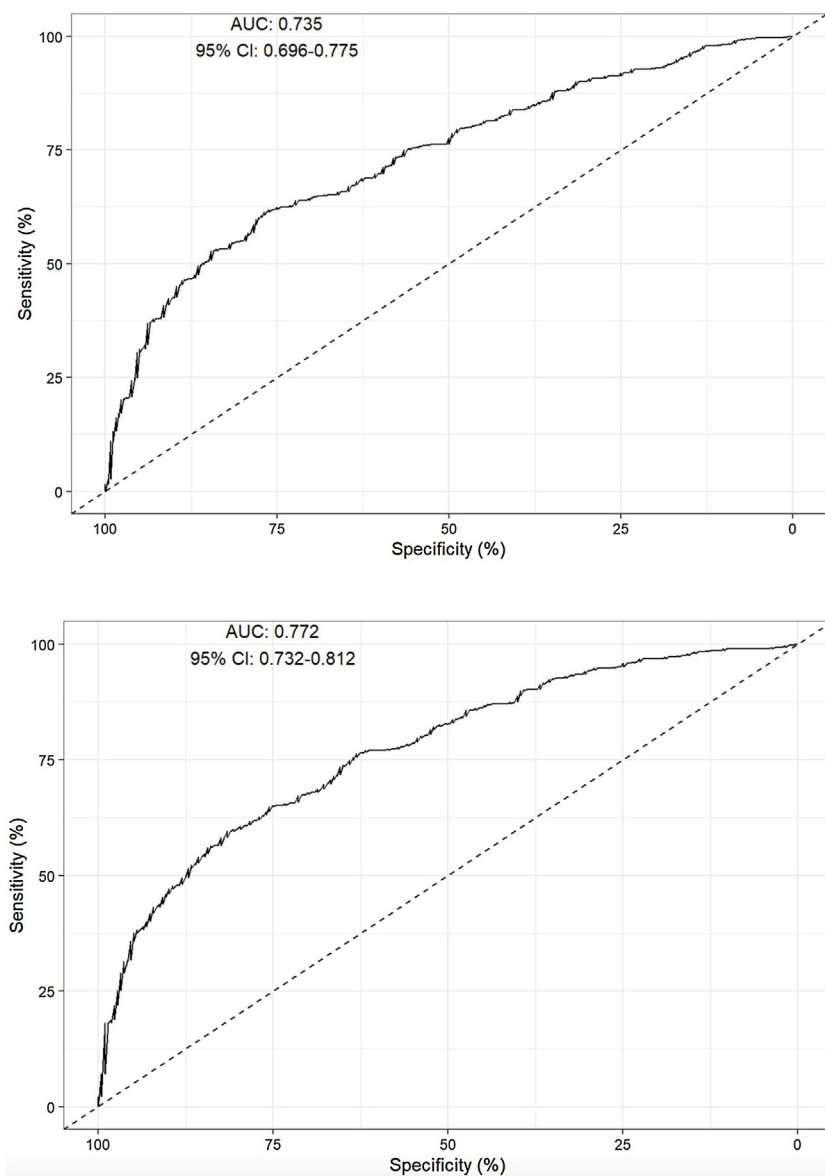 AUC: 0.735
95% CI: 0.696-0.775
100
75
50
25
0
Sensitivity (%)
100 75 50 25 0
Specificity (%)
AUC: 0.772
95% CI: 0.732-0.812
100
75
50
25
0
Sensitivity (%)
100 75 50 25 0
Specificity (%)